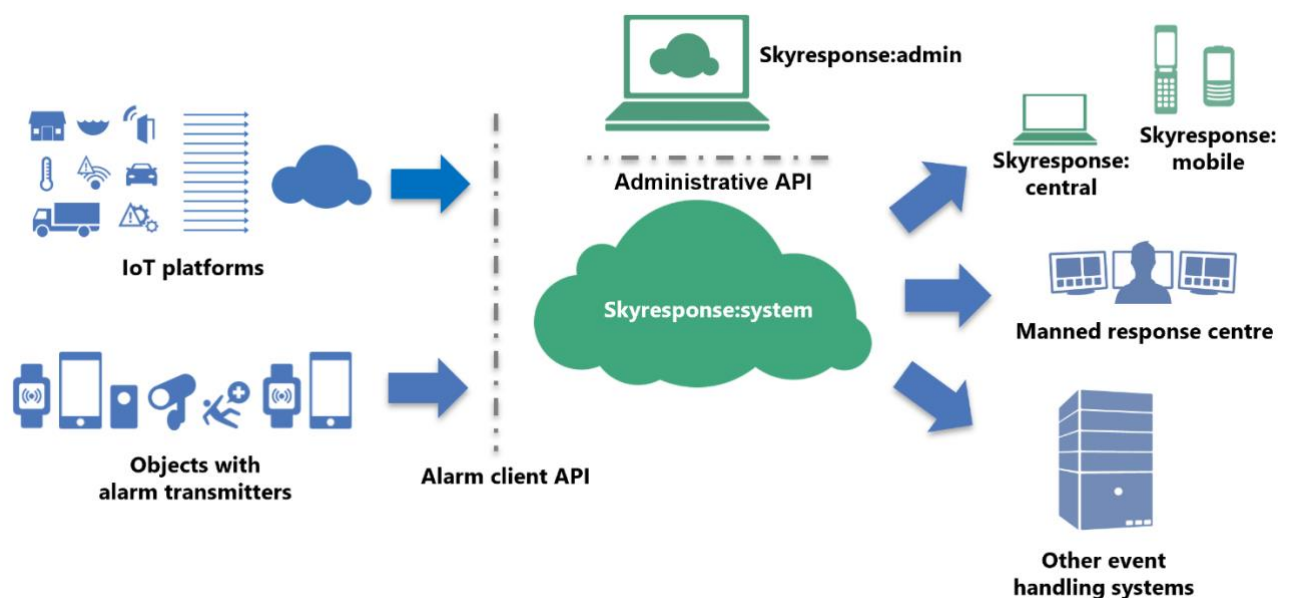 Skyresponse:admin
Administrative API
IoT platforms
Skyresponse:system
Objects with
alarm transmitters
Alarm client API
Skyresponse:
central
Skyresponse:
mobile
Manned response centre
Other event
handling systems